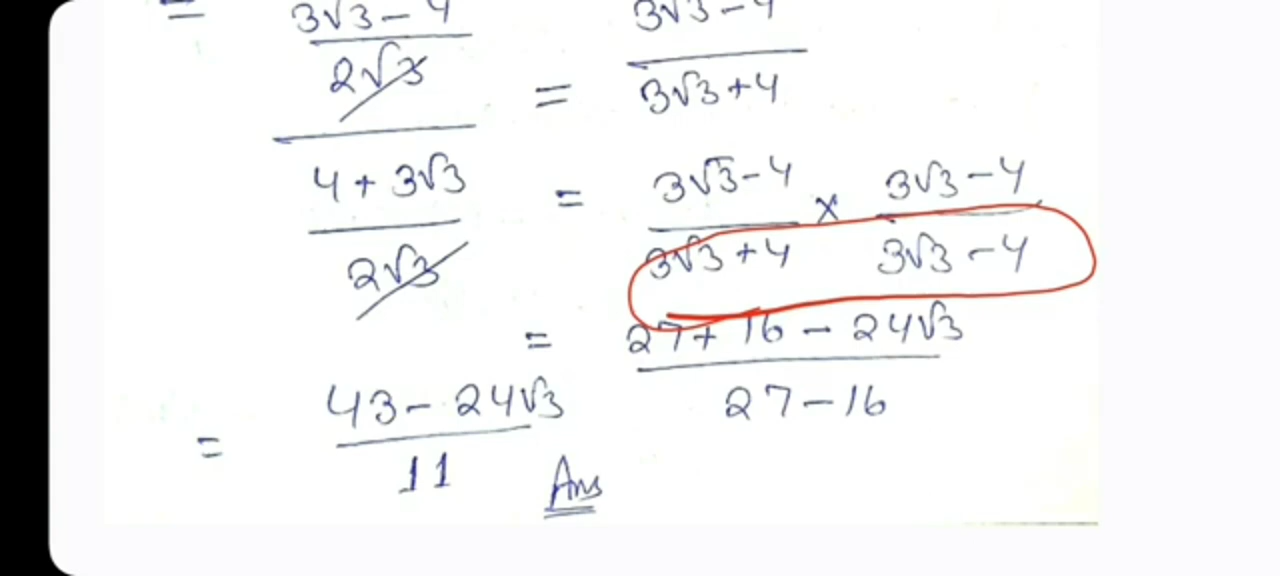 = 3√3-4 / 2√3 = 3√3-4 / 3√3+4
4+3√3 / 2√3 = 3√3-4 / 3√3+4 × 3√3-4 / 3√3-4
= 27+16-24√3 / 27-16
= 43-24√3 / 11 Ans